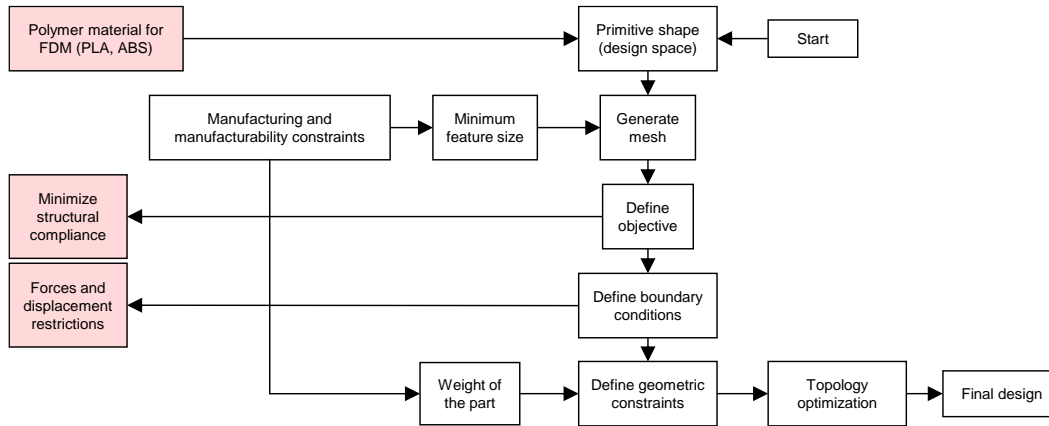 Polymer material for
FDM (PLA, ABS)
Primitive shape
(design space)
Start
Manufacturing and
manufacturability constraints
Minimum
feature size
Generate
mesh
Minimize
structural
compliance
Define
objective
Forces and
displacement
restrictions
Define boundary
conditions
Weight of
the part
Define geometric
constraints
Topology
optimization
Final design